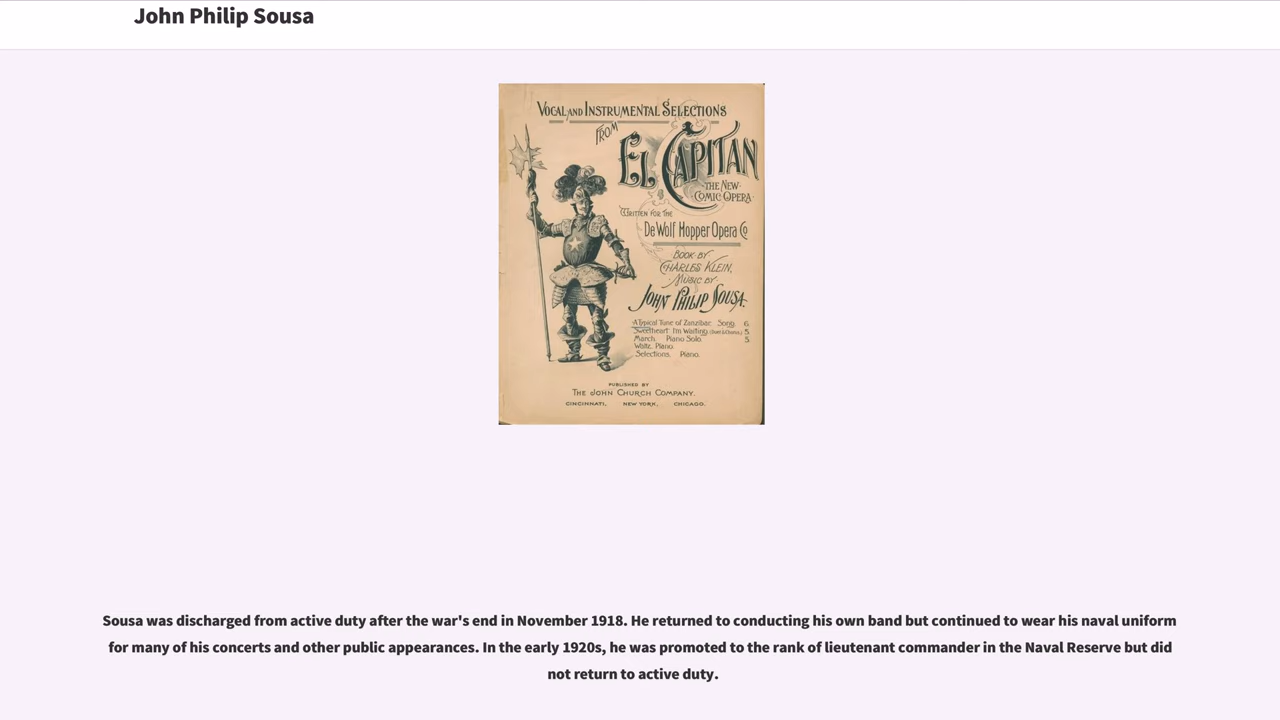 John Philip Sousa
VOCAL AND INSTRUMENTAL SELECTIONS
FROM
EL CAPITAN
THE NEW
COMIC OPERA
WRITTEN FOR THE
De Wolf Hopper Opera Co
BOOK BY
CHARLES KLEIN,
MUSIC BY
JOHN PHILIP SOUSA.
A Typical Tune of Zanzibar. Song. 6.
Sweetheart I'm Waiting 5.
March. Piano Solo. 5.
Waltz. Piano.
Selections. Piano.
PUBLISHED BY
THE JOHN CHURCH COMPANY.
CINCINNATI, NEW YORK, CHICAGO.
Sousa was discharged from active duty after the war's end in November 1918. He returned to conducting his own band but continued to wear his naval uniform
for many of his concerts and other public appearances. In the early 1920s, he was promoted to the rank of lieutenant commander in the Naval Reserve but did
not return to active duty.